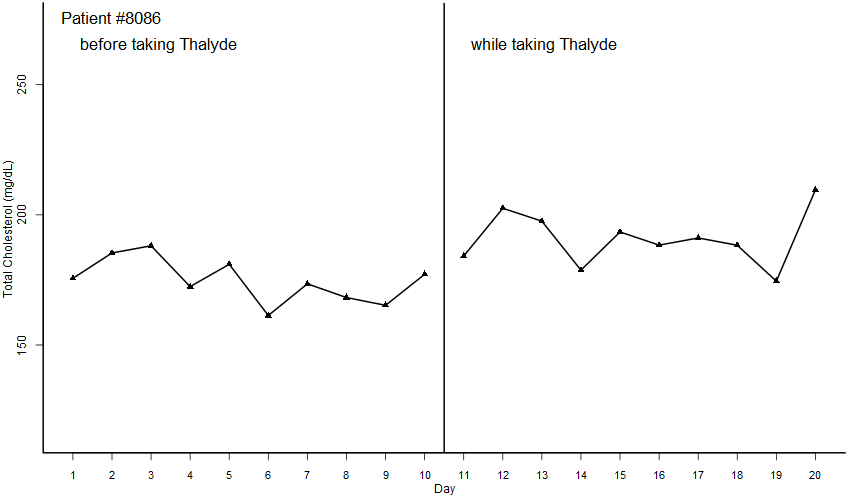 Patient #8086
before taking Thalyde
while taking Thalyde
Total Cholesterol (mg/dL)
250
200
150
1 2 3 4 5 6 7 8 9 10 11 12 13 14 15 16 17 18 19 20
Day